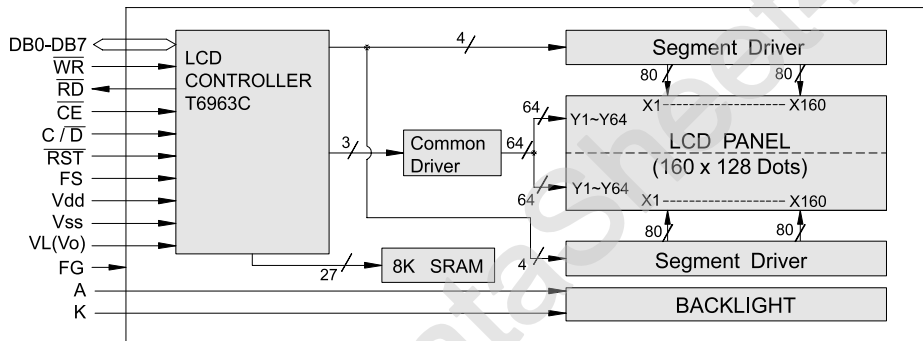 DB0-DB7
WR
RD
CE
C / D
RST
FS
Vdd
Vss
VL(Vo)
FG
A
K
LCD
CONTROLLER
T6963C
4
3
27
Common
Driver
8K SRAM
64
64
64
4
Segment Driver
80
80
X1 ---------------- X160
Y1~Y64
LCD PANEL
(160 x 128 Dots)
Y1~Y64
X1 ---------------- X160
80
80
Segment Driver
BACKLIGHT